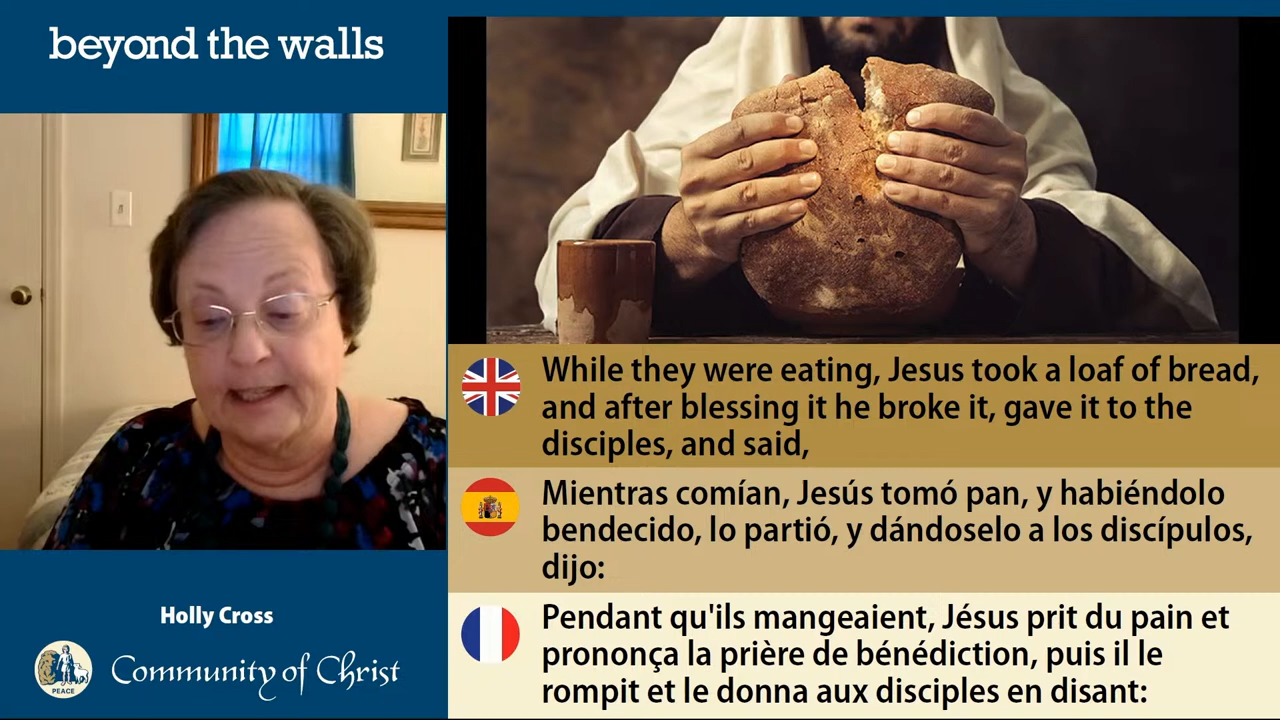 beyond the walls
While they were eating, Jesus took a loaf of bread,
and after blessing it he broke it, gave it to the
disciples, and said,
Mientras comían, Jesús tomó pan, y habiéndolo
bendecido, lo partió, y dándoselo a los discípulos,
dijo:
Pendant qu'ils mangeaient, Jésus prit du pain et
prononça la prière de bénédiction, puis il le
rompit et le donna aux disciples en disant:
Holly Cross
PEACE
Community of Christ